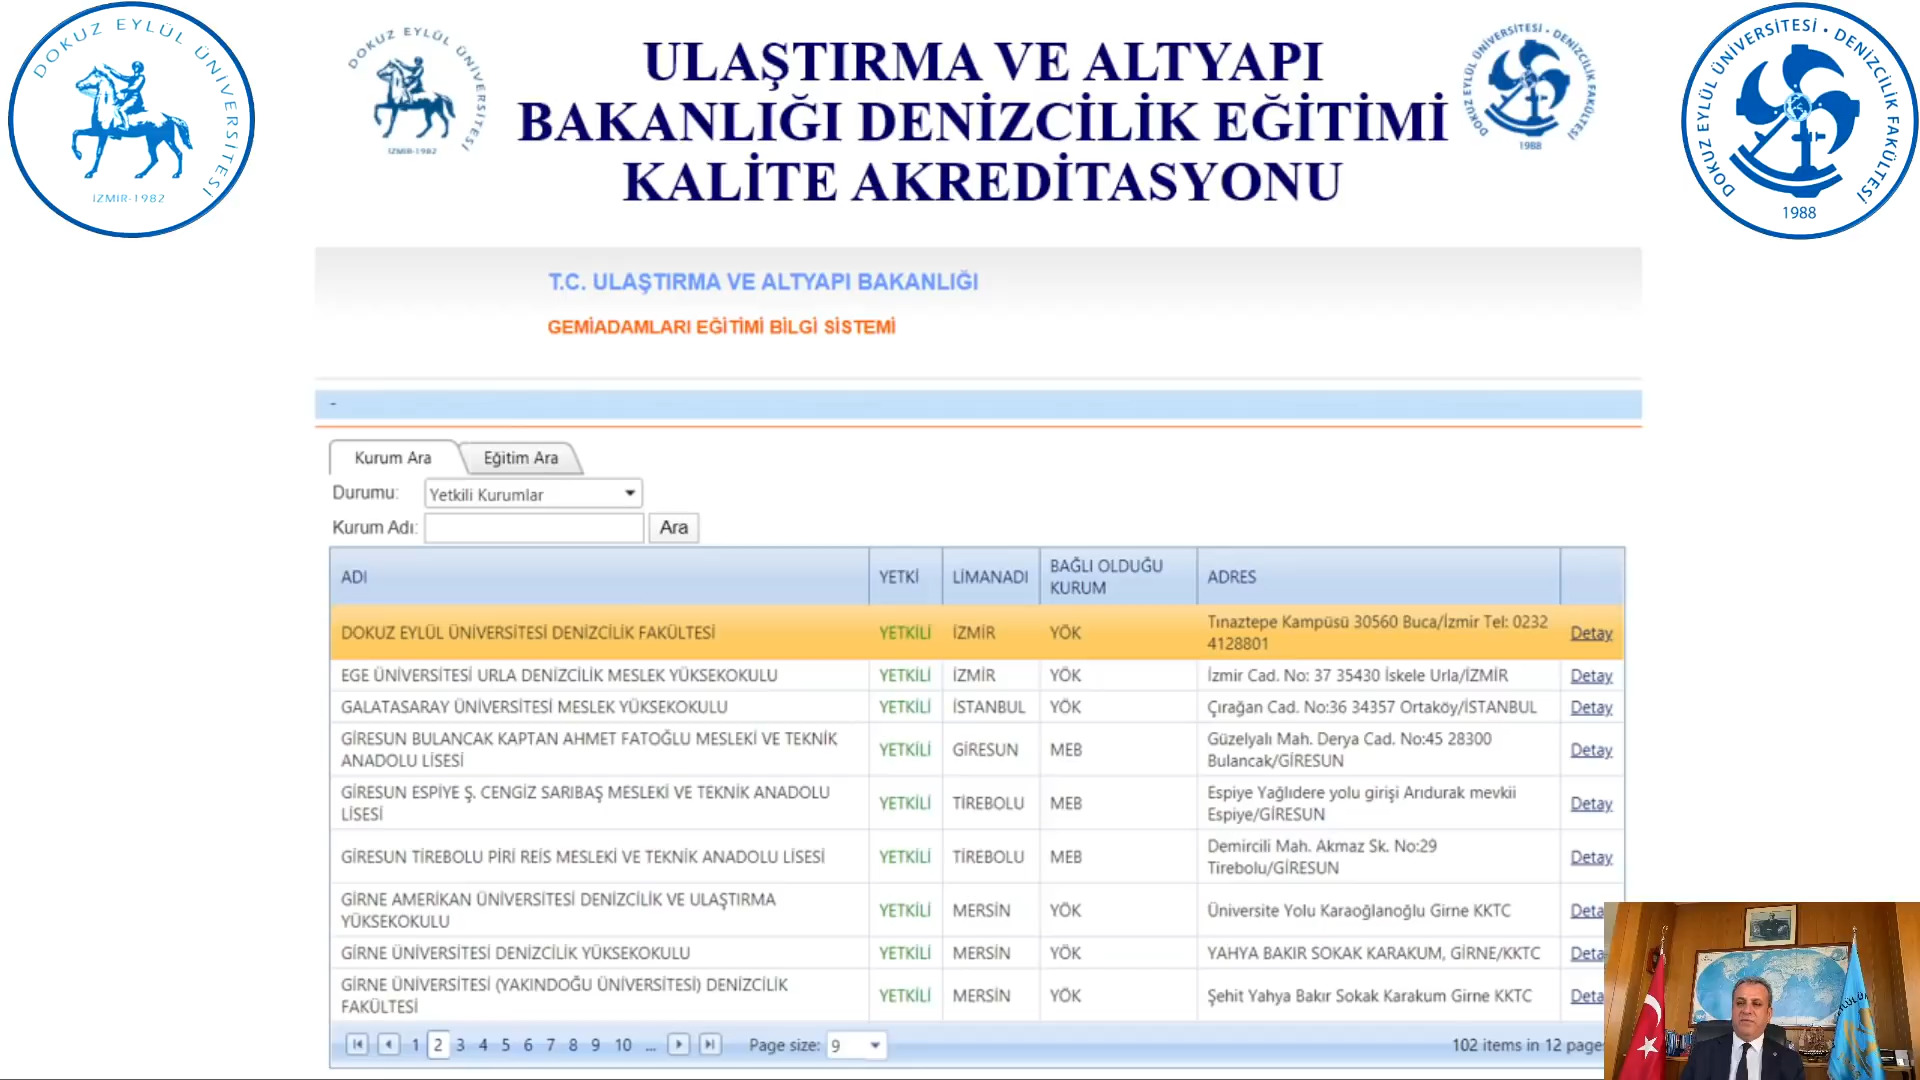 DOKUZ EYLÜL ÜNİVERSİTESİ
İZMİR-1982
DOKUZ EYLÜL ÜNİVERSİTESİ
İZMİR-1982
ULAŞTIRMA VE ALTYAPI
BAKANLIĞI DENİZCİLİK EĞİTİMİ
KALİTE AKREDİTASYONU
DOKUZ EYLÜL ÜNİVERSİTESİ • DENİZCİLİK FAKÜLTESİ
1988
DOKUZ EYLÜL ÜNİVERSİTESİ • DENİZCİLİK FAKÜLTESİ
1988
T.C. ULAŞTIRMA VE ALTYAPI BAKANLIĞI
GEMİADAMLARI EĞİTİMİ BİLGİ SİSTEMİ
-
Kurum Ara Eğitim Ara
Durumu: Yetkili Kurumlar
Kurum Adı: Ara
ADI YETKİ LİMANADI BAĞLI OLDUĞU KURUM ADRES
DOKUZ EYLÜL ÜNİVERSİTESİ DENİZCİLİK FAKÜLTESİ YETKİLİ İZMİR YÖK Tınaztepe Kampüsü 30560 Buca/İzmir Tel: 0232 4128801 Detay
EGE ÜNİVERSİTESİ URLA DENİZCİLİK MESLEK YÜKSEKOKULU YETKİLİ İZMİR YÖK İzmir Cad. No: 37 35430 İskele Urla/İZMİR Detay
GALATASARAY ÜNİVERSİTESİ MESLEK YÜKSEKOKULU YETKİLİ İSTANBUL YÖK Çırağan Cad. No:36 34357 Ortaköy/İSTANBUL Detay
GİRESUN BULANCAK KAPTAN AHMET FATOĞLU MESLEKİ VE TEKNİK ANADOLU LİSESİ YETKİLİ GİRESUN MEB Güzelyalı Mah. Derya Cad. No:45 28300 Bulancak/GİRESUN Detay
GİRESUN ESPİYE Ş. CENGİZ SARIBAŞ MESLEKİ VE TEKNİK ANADOLU LİSESİ YETKİLİ TİREBOLU MEB Espiye Yağlıdere yolu girişi Arıdurak mevkii Espiye/GİRESUN Detay
GİRESUN TİREBOLU PİRİ REİS MESLEKİ VE TEKNİK ANADOLU LİSESİ YETKİLİ TİREBOLU MEB Demircili Mah. Akmaz Sk. No:29 Tirebolu/GİRESUN Detay
GİRNE AMERİKAN ÜNİVERSİTESİ DENİZCİLİK VE ULAŞTIRMA YÜKSEKOKULU YETKİLİ MERSİN YÖK Üniversite Yolu Karaoğlanoğlu Girne KKTC Deta
GİRNE ÜNİVERSİTESİ DENİZCİLİK YÜKSEKOKULU YETKİLİ MERSİN YÖK YAHYA BAKIR SOKAK KARAKUM, GİRNE/KKTC Deta
GİRNE ÜNİVERSİTESİ (YAKINDOĞU ÜNİVERSİTESİ) DENİZCİLİK FAKÜLTESİ YETKİLİ MERSİN YÖK Şehit Yahya Bakır Sokak Karakum Girne KKTC Deta
1 2 3 4 5 6 7 8 9 10 ... Page size: 9 102 items in 12 page